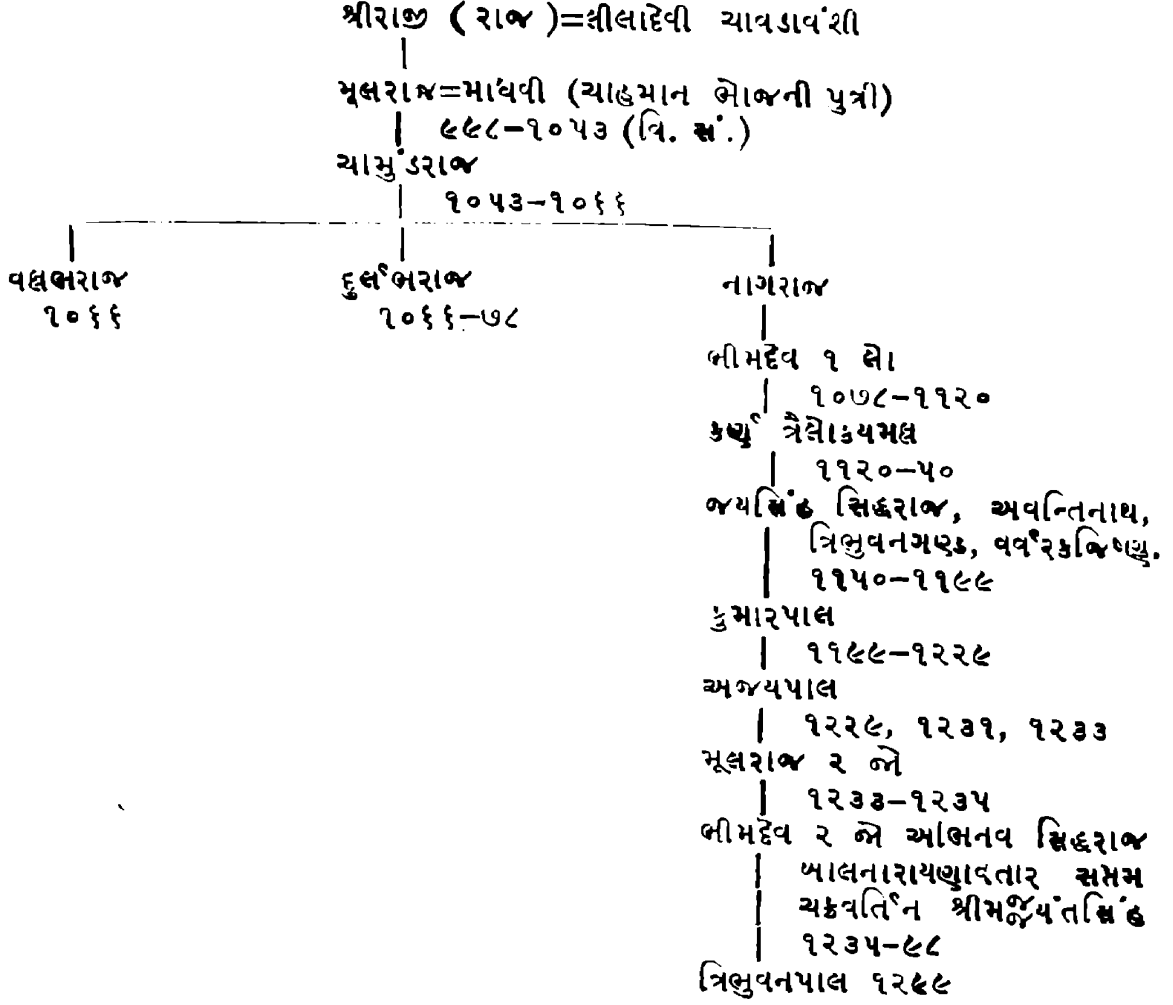 શ્રીરાજી ( રાજ )=લીલાદેવી ચાવડાવંશી
મૂલરાજ=માધવી (ચાહમાન ભોજની પુત્રી)
૯૯૮–૧૦૫૩ (વિ. સં.)
ચામુંડરાજ
૧૦૫૩–૧૦૬૬
વલ્લભરાજ દુર્લભરાજ નાગરાજ
૧૦૬૬ ૧૦૬૬–૭૮
ભીમદેવ ૧ લો
૧૦૭૮–૧૧૨૦
કર્ણ ત્રૈલોક્યમલ્લ
૧૧૨૦–૫૦
જયસિંહ સિદ્ધરાજ, અવન્તિનાથ,
ત્રિભુવનગણ્ડ, વર્વરકજિષ્ણુ.
૧૧૫૦–૧૧૯૯
કુમારપાલ
૧૧૯૯–૧૨૨૯
અજયપાલ
૧૨૨૯, ૧૨૩૧, ૧૨૩૩
મૂલરાજ ૨ જો
૧૨૩૩–૧૨૩૫
ભીમદેવ ૨ જો અભિનવ સિદ્ધરાજ
બાલનારાયણાવતાર સપ્તમ
ચક્રવર્તિન શ્રીમજ્જયંતસિંહ
૧૨૩૫–૯૮
ત્રિભુવનપાલ ૧૨૯૯